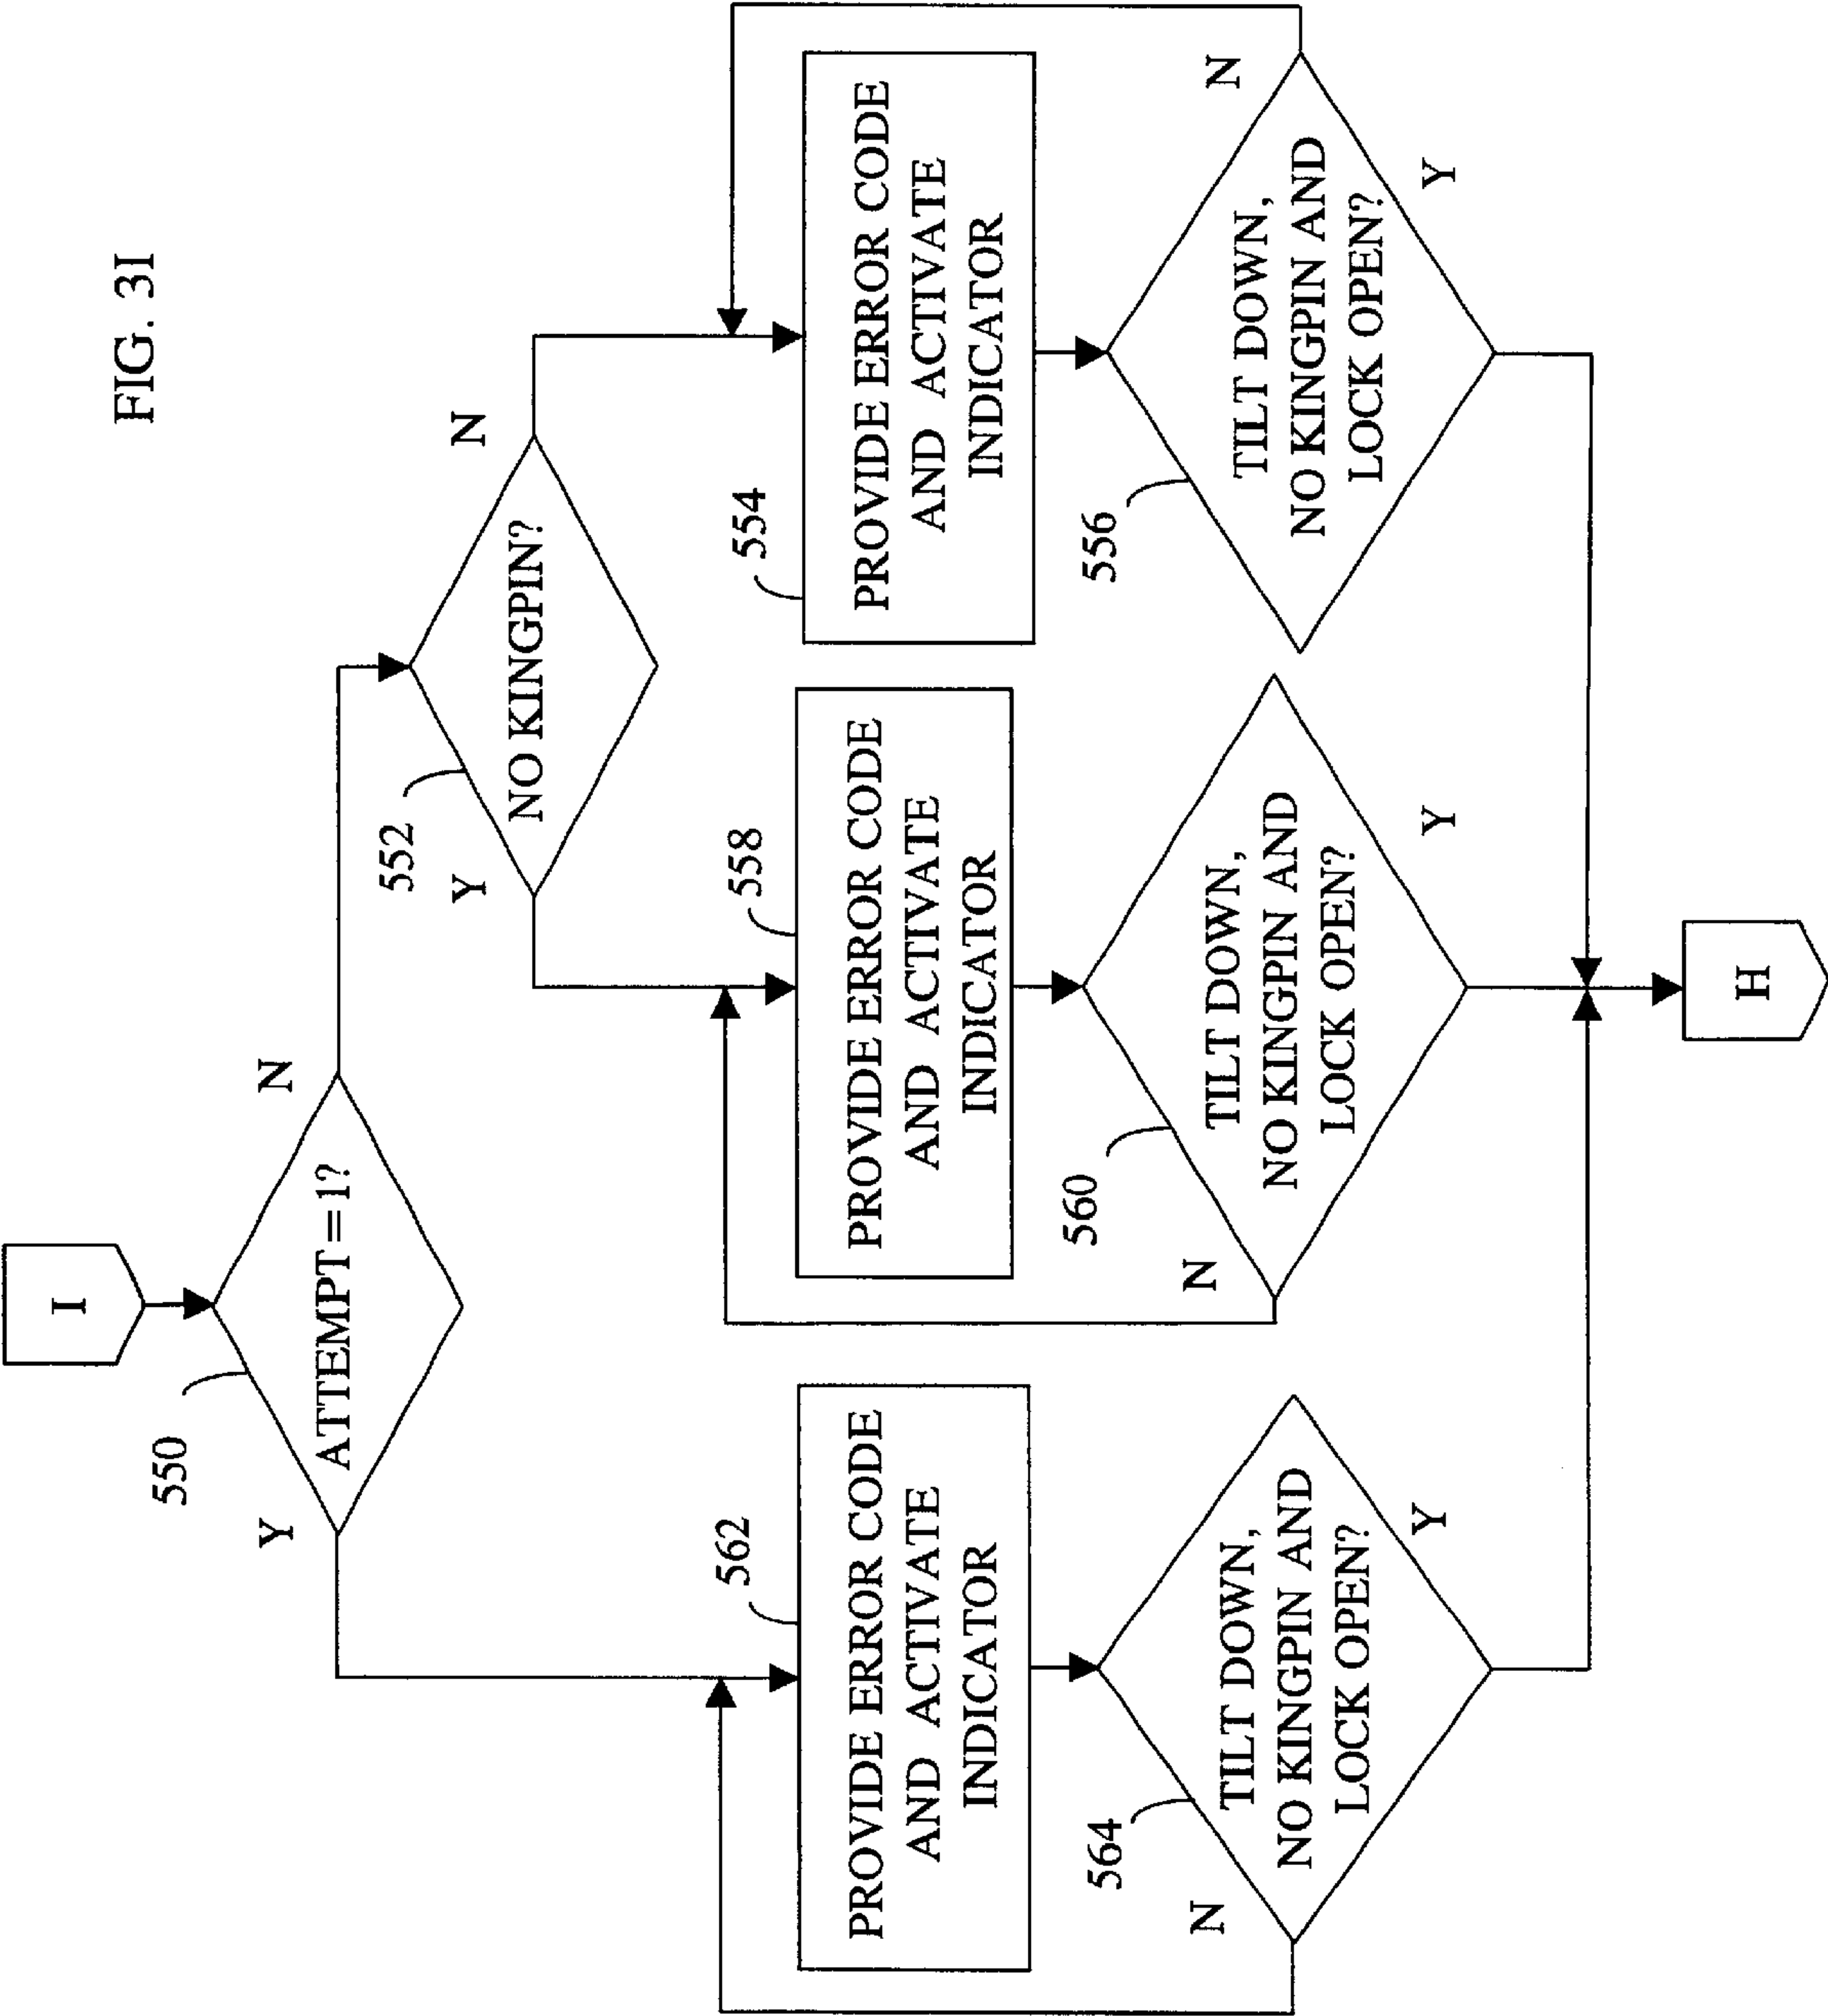 FIG. 3I
I
550
ATTEMPT = 1?
Y
N
552
NO KINGPIN?
Y
N
562
PROVIDE ERROR CODE
AND ACTIVATE
INDICATOR
558
PROVIDE ERROR CODE
AND ACTIVATE
INDICATOR
554
PROVIDE ERROR CODE
AND ACTIVATE
INDICATOR
564
TILT DOWN,
NO KINGPIN AND
LOCK OPEN?
N
Y
560
TILT DOWN,
NO KINGPIN AND
LOCK OPEN?
N
Y
556
TILT DOWN,
NO KINGPIN AND
LOCK OPEN?
N
Y
H